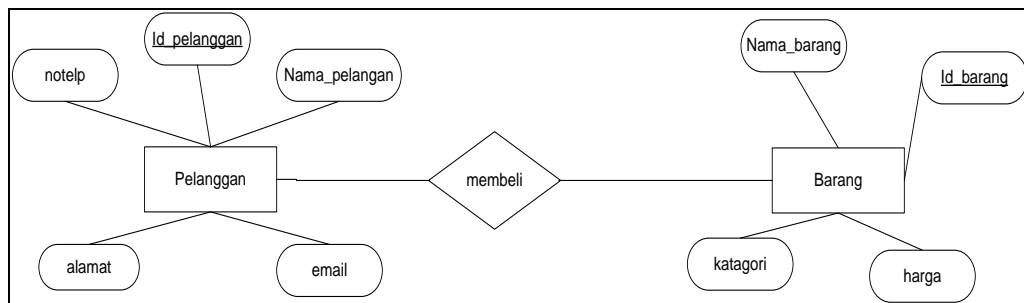 Id_pelanggan
Nama_barang
notelp
Nama_pelangan
Id_barang
Pelanggan
membeli
Barang
alamat
email
katagori
harga